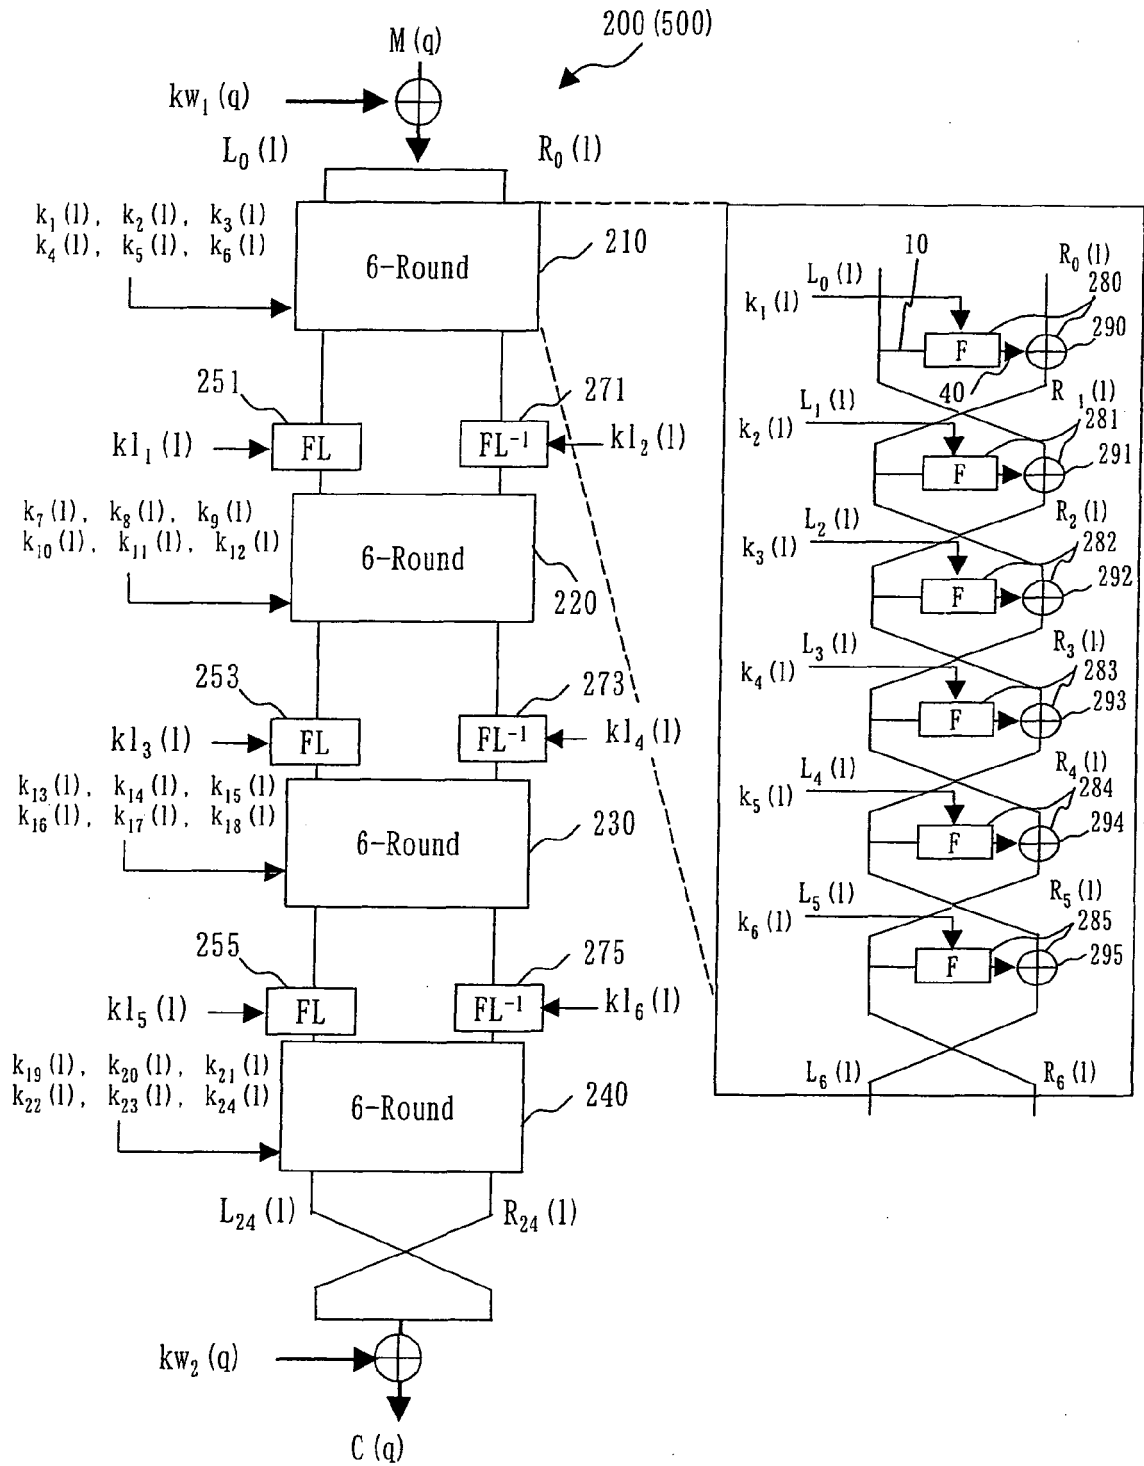 200 (500)
M (q)
kw₁ (q)
L₀ (l) R₀ (l)
k₁ (l), k₂ (l), k₃ (l)
k₄ (l), k₅ (l), k₆ (l)
6-Round
210
251
271
kl₁ (l)
FL
FL⁻¹
kl₂ (l)
k₇ (l), k₈ (l), k₉ (l)
k₁₀ (l), k₁₁ (l), k₁₂ (l)
6-Round
220
253
273
kl₃ (l)
FL
FL⁻¹
kl₄ (l)
k₁₃ (l), k₁₄ (l), k₁₅ (l)
k₁₆ (l), k₁₇ (l), k₁₈ (l)
6-Round
230
255
275
kl₅ (l)
FL
FL⁻¹
kl₆ (l)
k₁₉ (l), k₂₀ (l), k₂₁ (l)
k₂₂ (l), k₂₃ (l), k₂₄ (l)
6-Round
240
L₂₄ (l) R₂₄ (l)
kw₂ (q)
C (q)
10
L₀ (l)
R₀ (l)
k₁ (l)
280
F
290
40
L₁ (l)
R ₁ (l)
k₂ (l)
281
F
291
L₂ (l)
R₂ (l)
k₃ (l)
282
F
292
L₃ (l)
R₃ (l)
k₄ (l)
283
F
293
L₄ (l)
R₄ (l)
k₅ (l)
284
F
294
L₅ (l)
R₅ (l)
k₆ (l)
285
F
295
L₆ (l) R₆ (l)